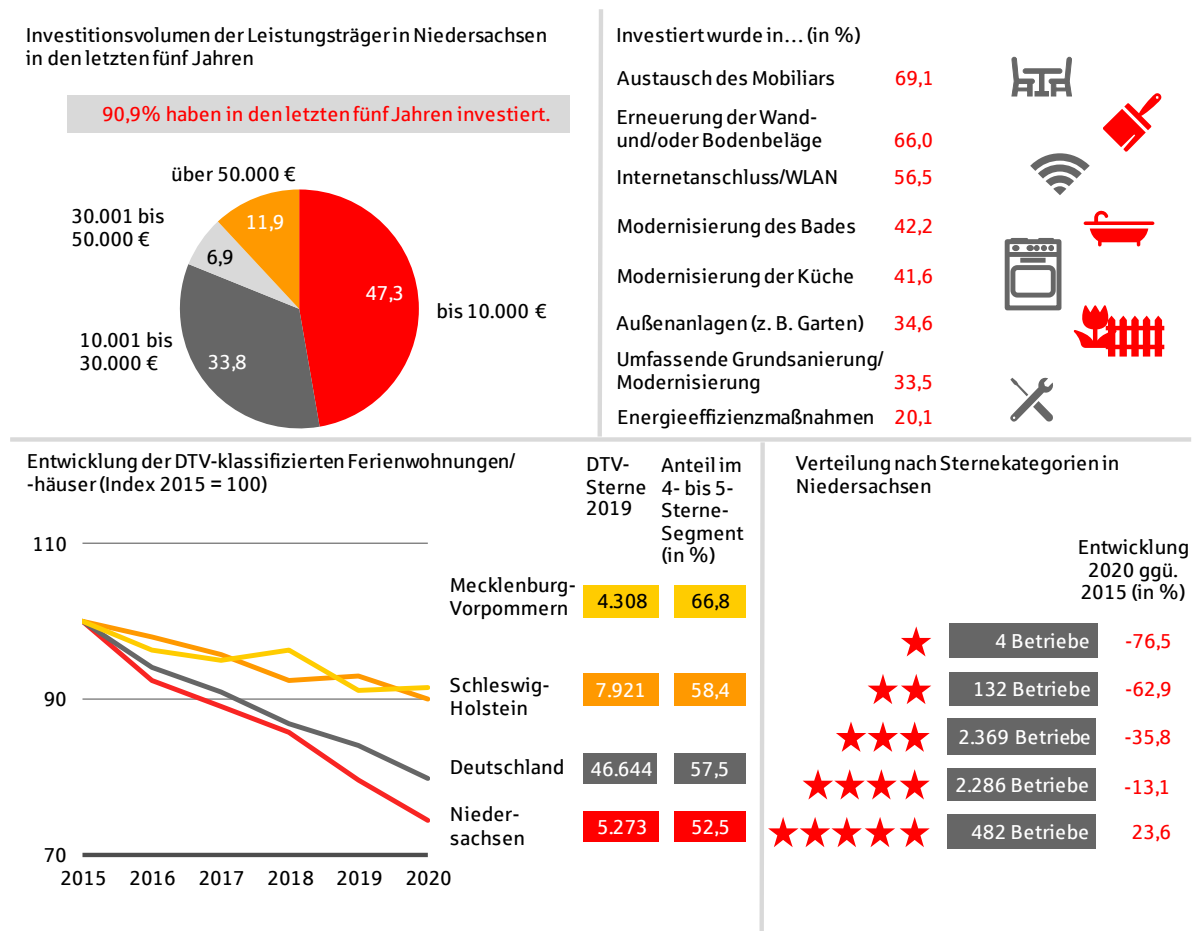 Investitionsvolumen der Leistungsträger in Niedersachsen
in den letzten fünf Jahren
90,9% haben in den letzten fünf Jahren investiert.
über 50.000 €
30.001 bis
50.000 €
11,9
6,9
47,3
bis 10.000 €
10.001 bis
30.000 €
33,8
Investiert wurde in… (in %)
Austausch des Mobiliars 69,1
Erneuerung der Wand-
und/oder Bodenbeläge 66,0
Internetanschluss/WLAN 56,5
Modernisierung des Bades 42,2
Modernisierung der Küche 41,6
Außenanlagen (z. B. Garten) 34,6
Umfassende Grundsanierung/
Modernisierung 33,5
Energieeffizienzmaßnahmen 20,1
Entwicklung der DTV-klassifizierten Ferienwohnungen/
-häuser (Index 2015 = 100)
DTV-
Sterne
2019
Anteil im
4- bis 5-
Sterne-
Segment
(in %)
110
90
70
2015 2016 2017 2018 2019 2020
Mecklenburg-
Vorpommern 4.308 66,8
Schleswig-
Holstein 7.921 58,4
Deutschland 46.644 57,5
Nieder-
sachsen 5.273 52,5
Verteilung nach Sternekategorien in
Niedersachsen
Entwicklung
2020 ggü.
2015 (in %)
4 Betriebe -76,5
132 Betriebe -62,9
2.369 Betriebe -35,8
2.286 Betriebe -13,1
482 Betriebe 23,6